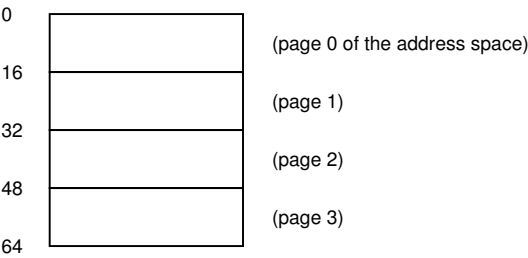 0
(page 0 of the address space)
16
(page 1)
32
(page 2)
48
(page 3)
64